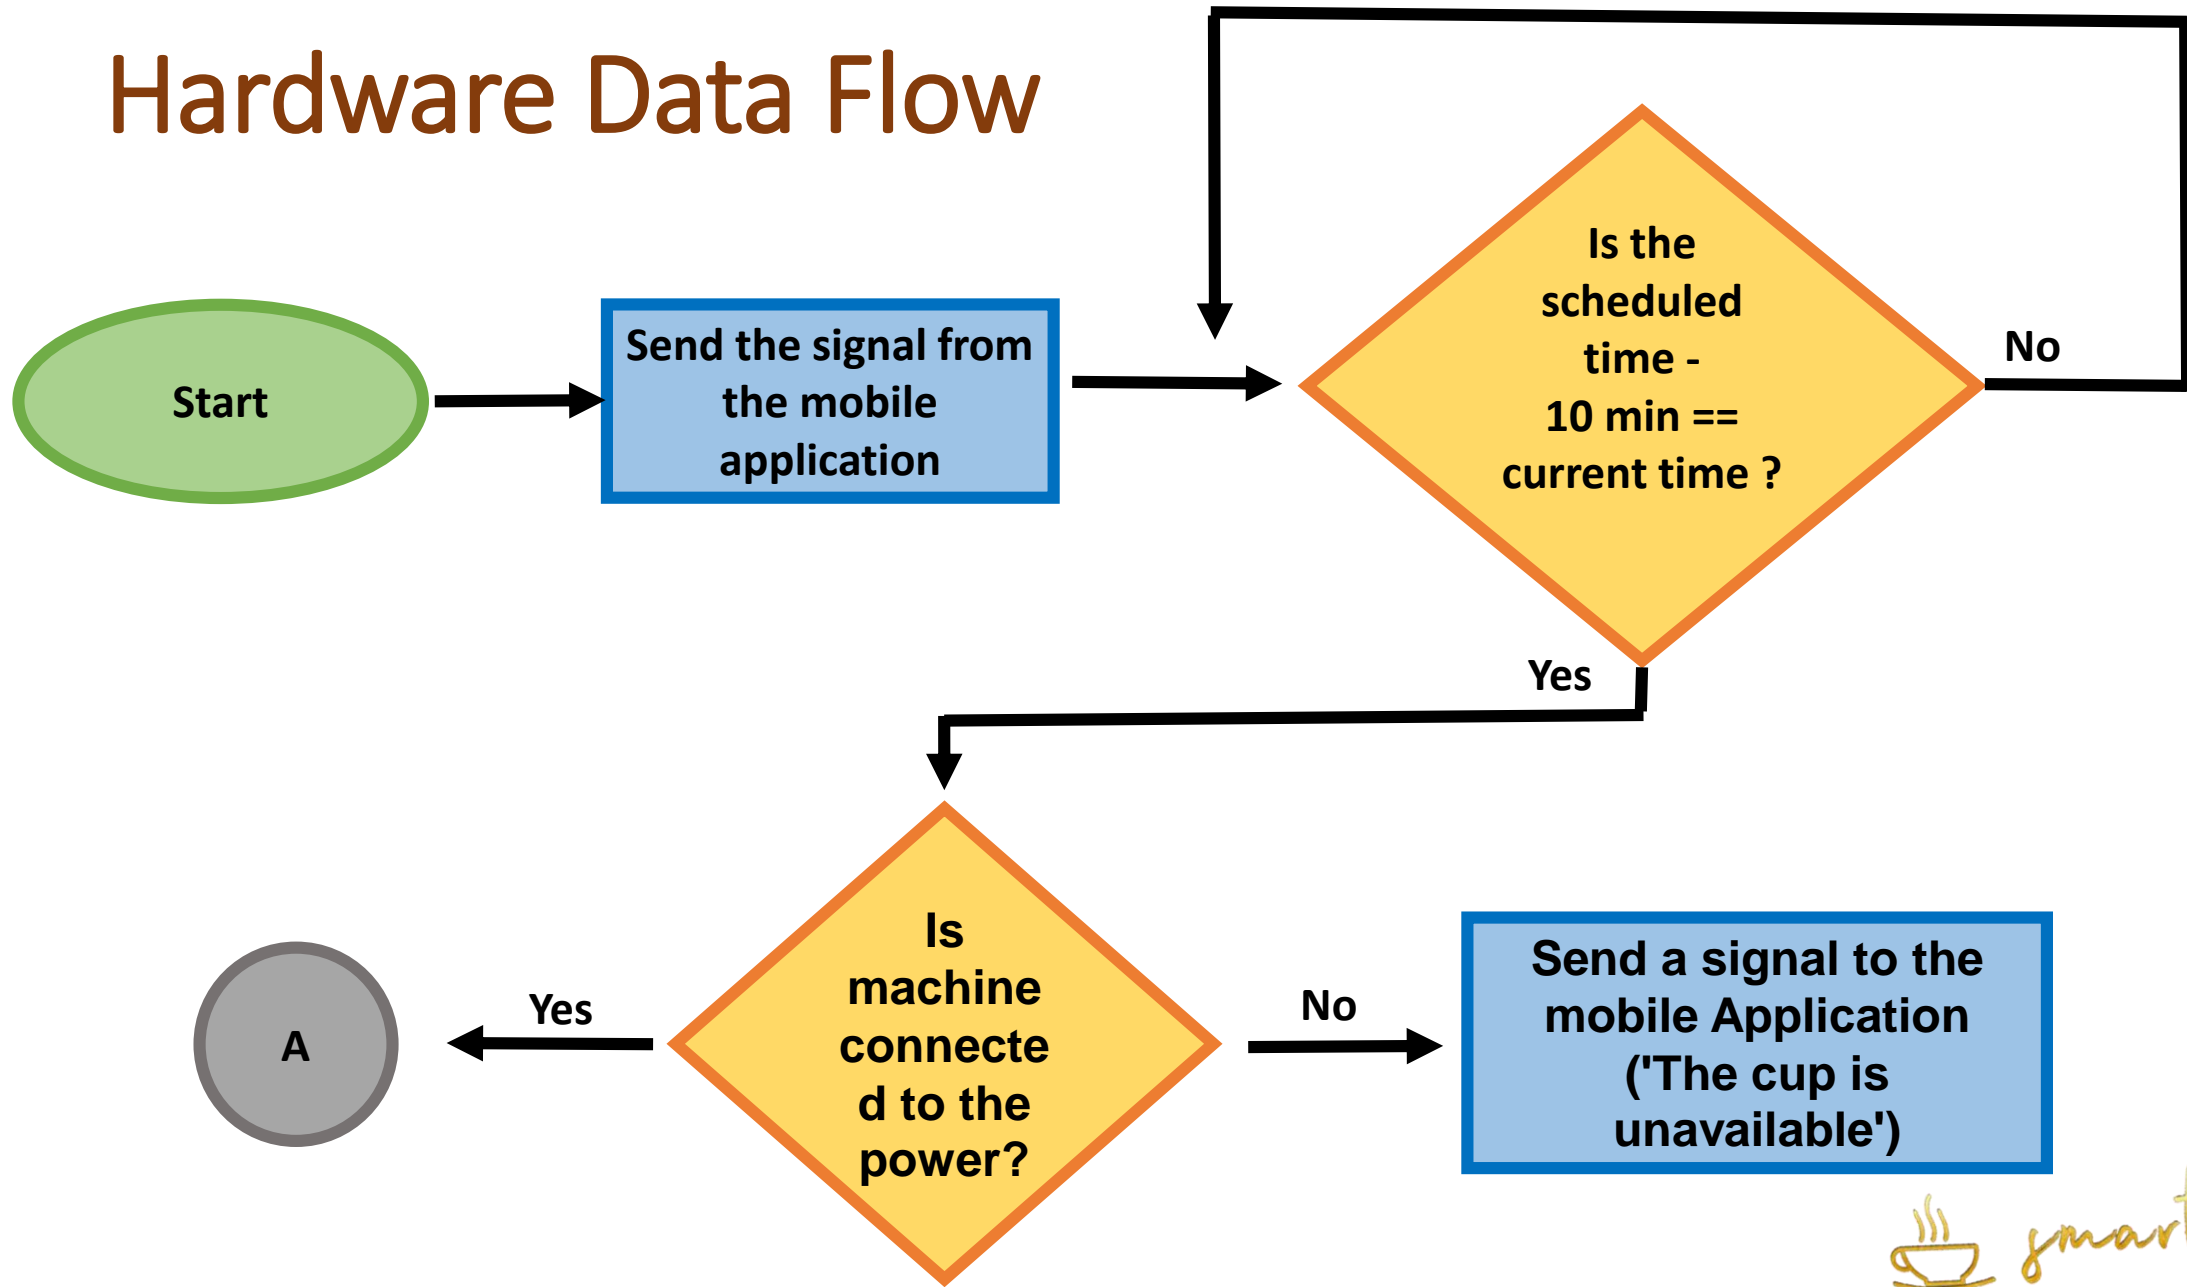 Hardware Data Flow
Start
Send the signal from
the mobile
application
Is the
scheduled
time -
10 min ==
current time ?
No
Yes
Is
machine
connecte
d to the
power?
Yes
A
No
Send a signal to the
mobile Application
('The cup is
unavailable')
smart